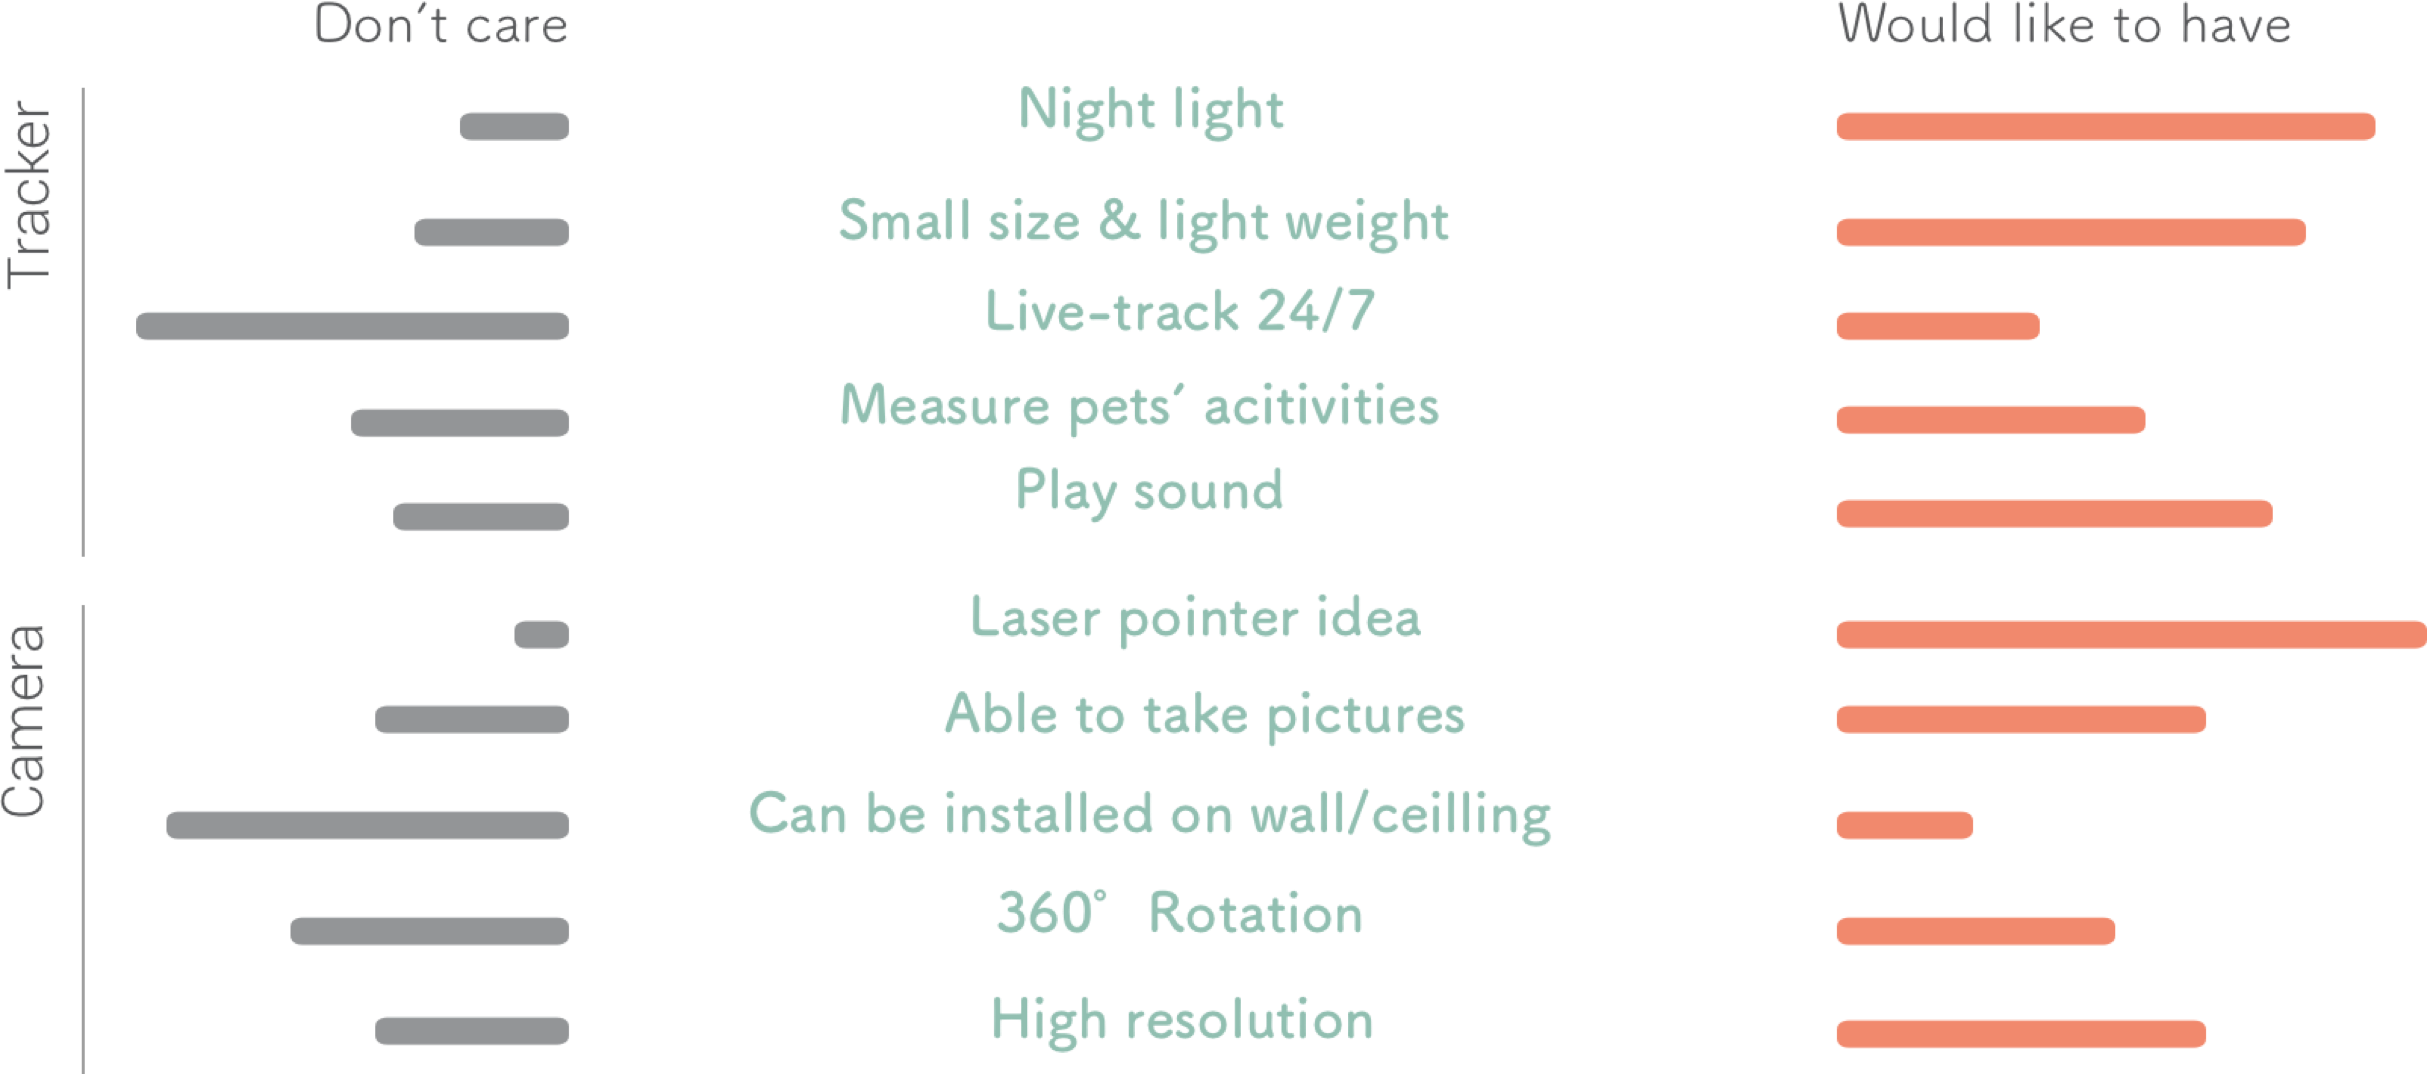 Don´t care
Would like to have
Tracker
Night light
Small size & light weight
Live-track 24/7
Measure pets´ acitivities
Play sound
Camera
Laser pointer idea
Able to take pictures
Can be installed on wall/ceilling
360° Rotation
High resolution